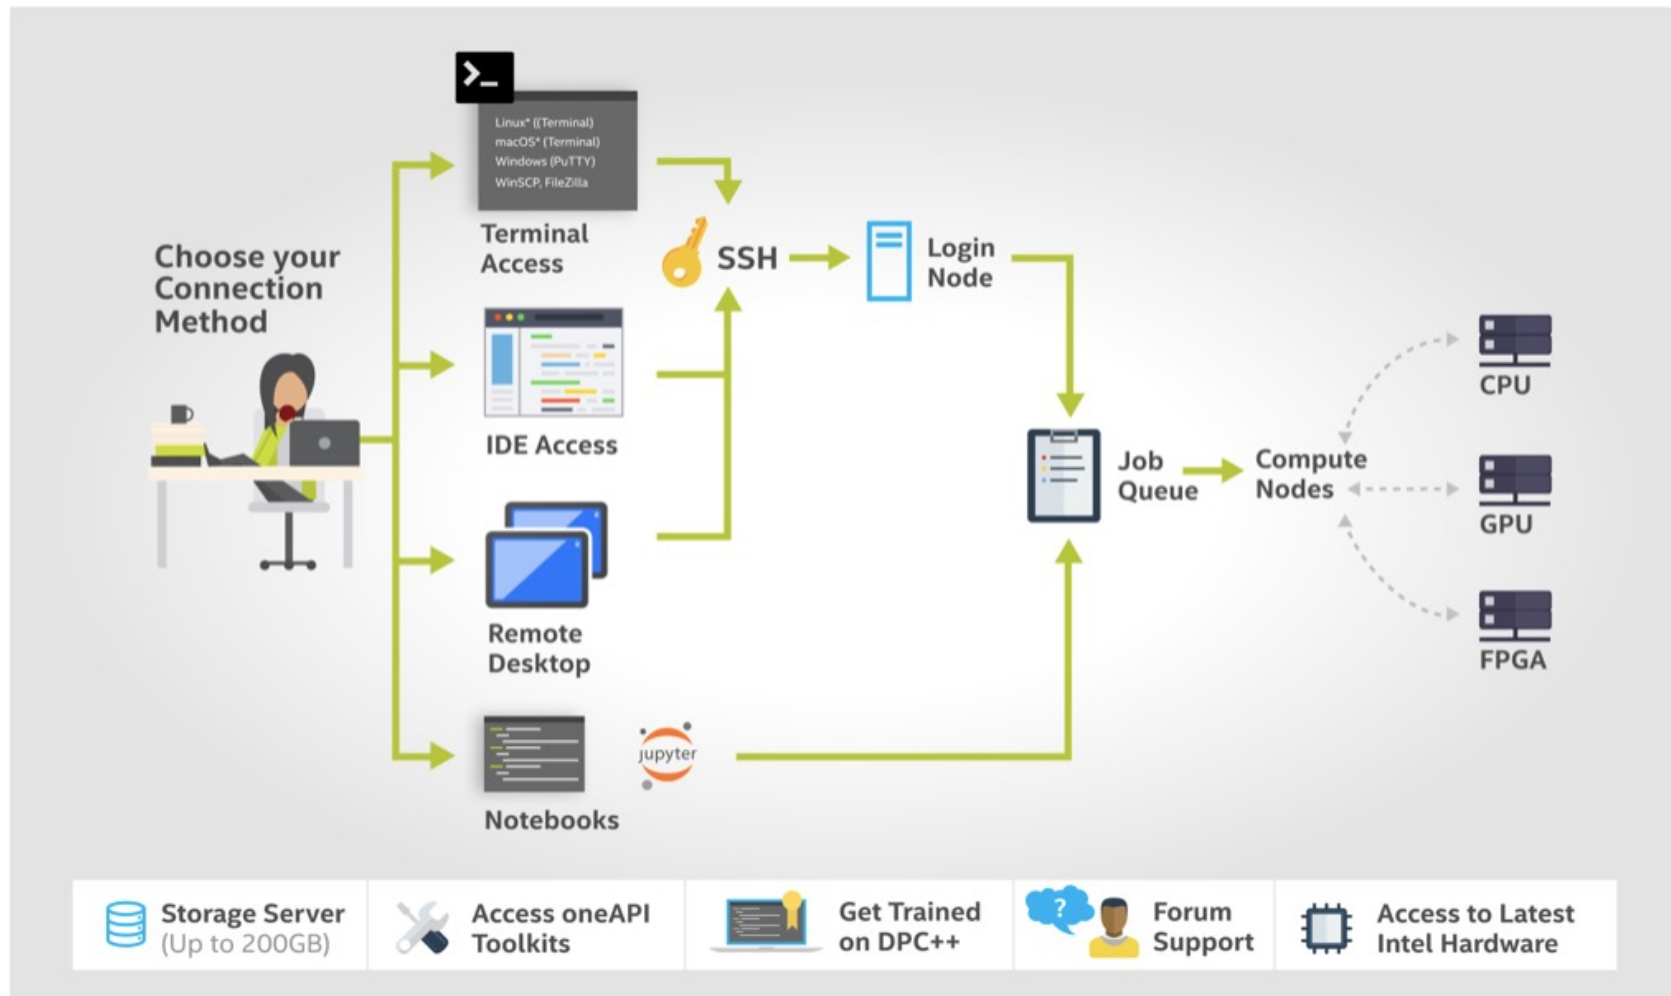 >_
Linux* ((Terminal)
macOS* (Terminal)
Windows (PuTTY)
WinSCP, FileZilla
Terminal
Access
Choose your
Connection
Method
SSH
Login
Node
IDE Access
CPU
Job
Queue
Compute
Nodes
GPU
Remote
Desktop
FPGA
jupyter
Notebooks
Storage Server
(Up to 200GB)
Access oneAPI
Toolkits
Get Trained
on DPC++
?
Forum
Support
Access to Latest
Intel Hardware